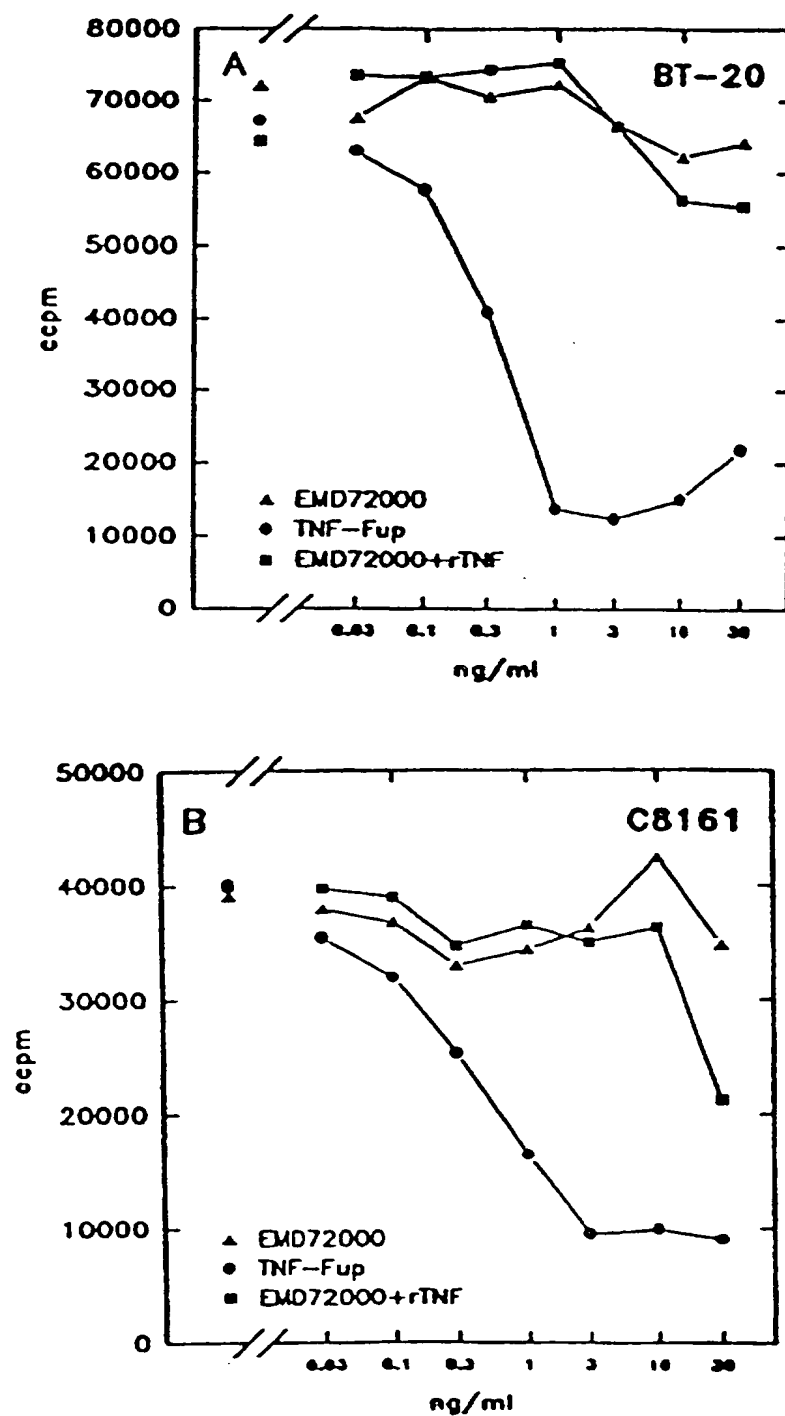 80000
A
BT-20
70000
60000
50000
ccpm
40000
30000
20000
▲ EMD72000
● TNF-Fup
10000
■ EMD72000+rTNF
0
0.03 0.1 0.3 1 3 10 30
ng/ml
50000
B
C8161
40000
30000
ccpm
20000
10000
▲ EMD72000
● TNF-Fup
■ EMD72000+rTNF
0
0.03 0.1 0.3 1 3 10 30
ng/ml